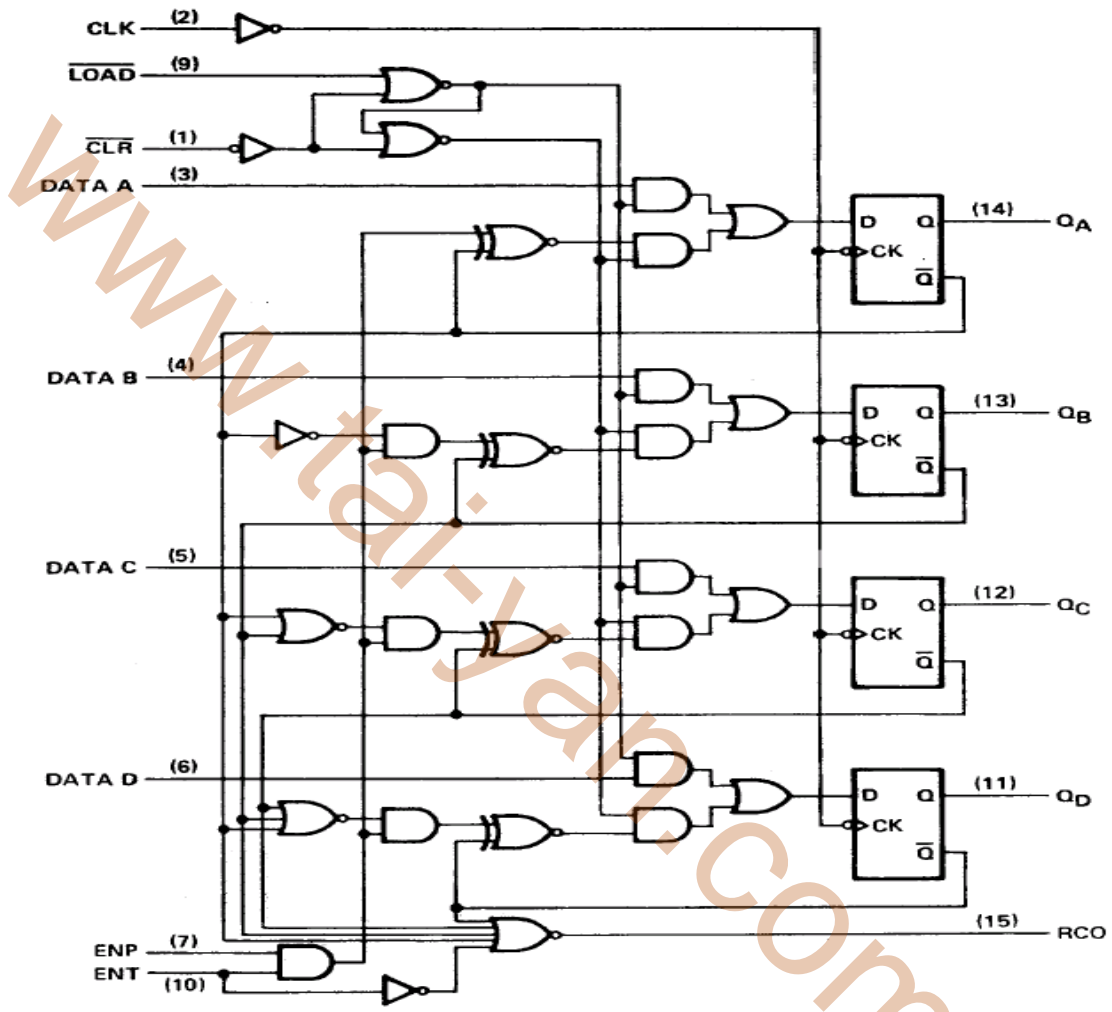 CLK (2)
LOAD (9)
CLR (1)
DATA A (3)
D Q (14) QA
CK
Q
DATA B (4)
D Q (13) QB
CK
Q
DATA C (5)
D Q (12) QC
CK
Q
DATA D (6)
D Q (11) QD
CK
Q
ENP (7)
(15) RCO
ENT
(10)
www.tai-yan.com